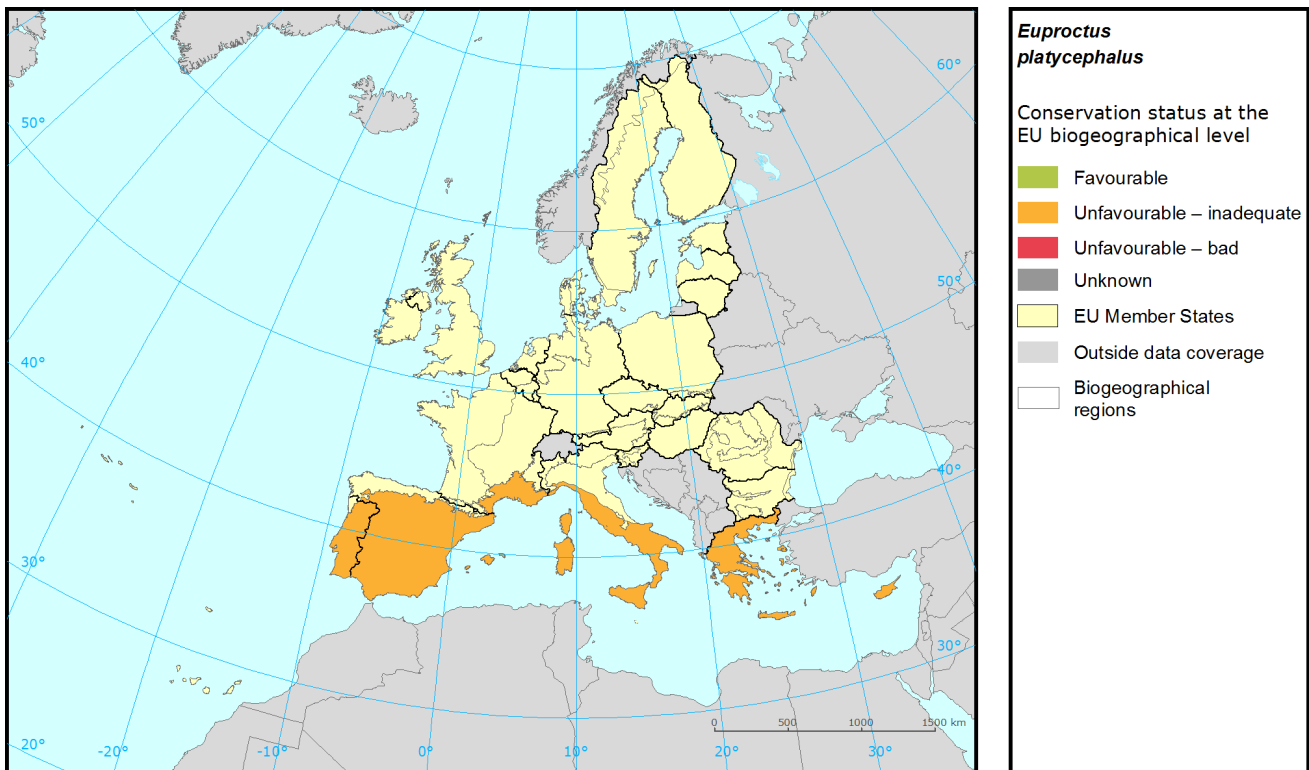 Euproctus
platycephalus
Conservation status at the
EU biogeographical level
Favourable
Unfavourable – inadequate
Unfavourable – bad
Unknown
EU Member States
Outside data coverage
Biogeographical
regions
60°
50°
50°
40°
40°
30°
30°
20°
-20°
-10°
0°
10°
20°
30°
0 500 1000 1500 km